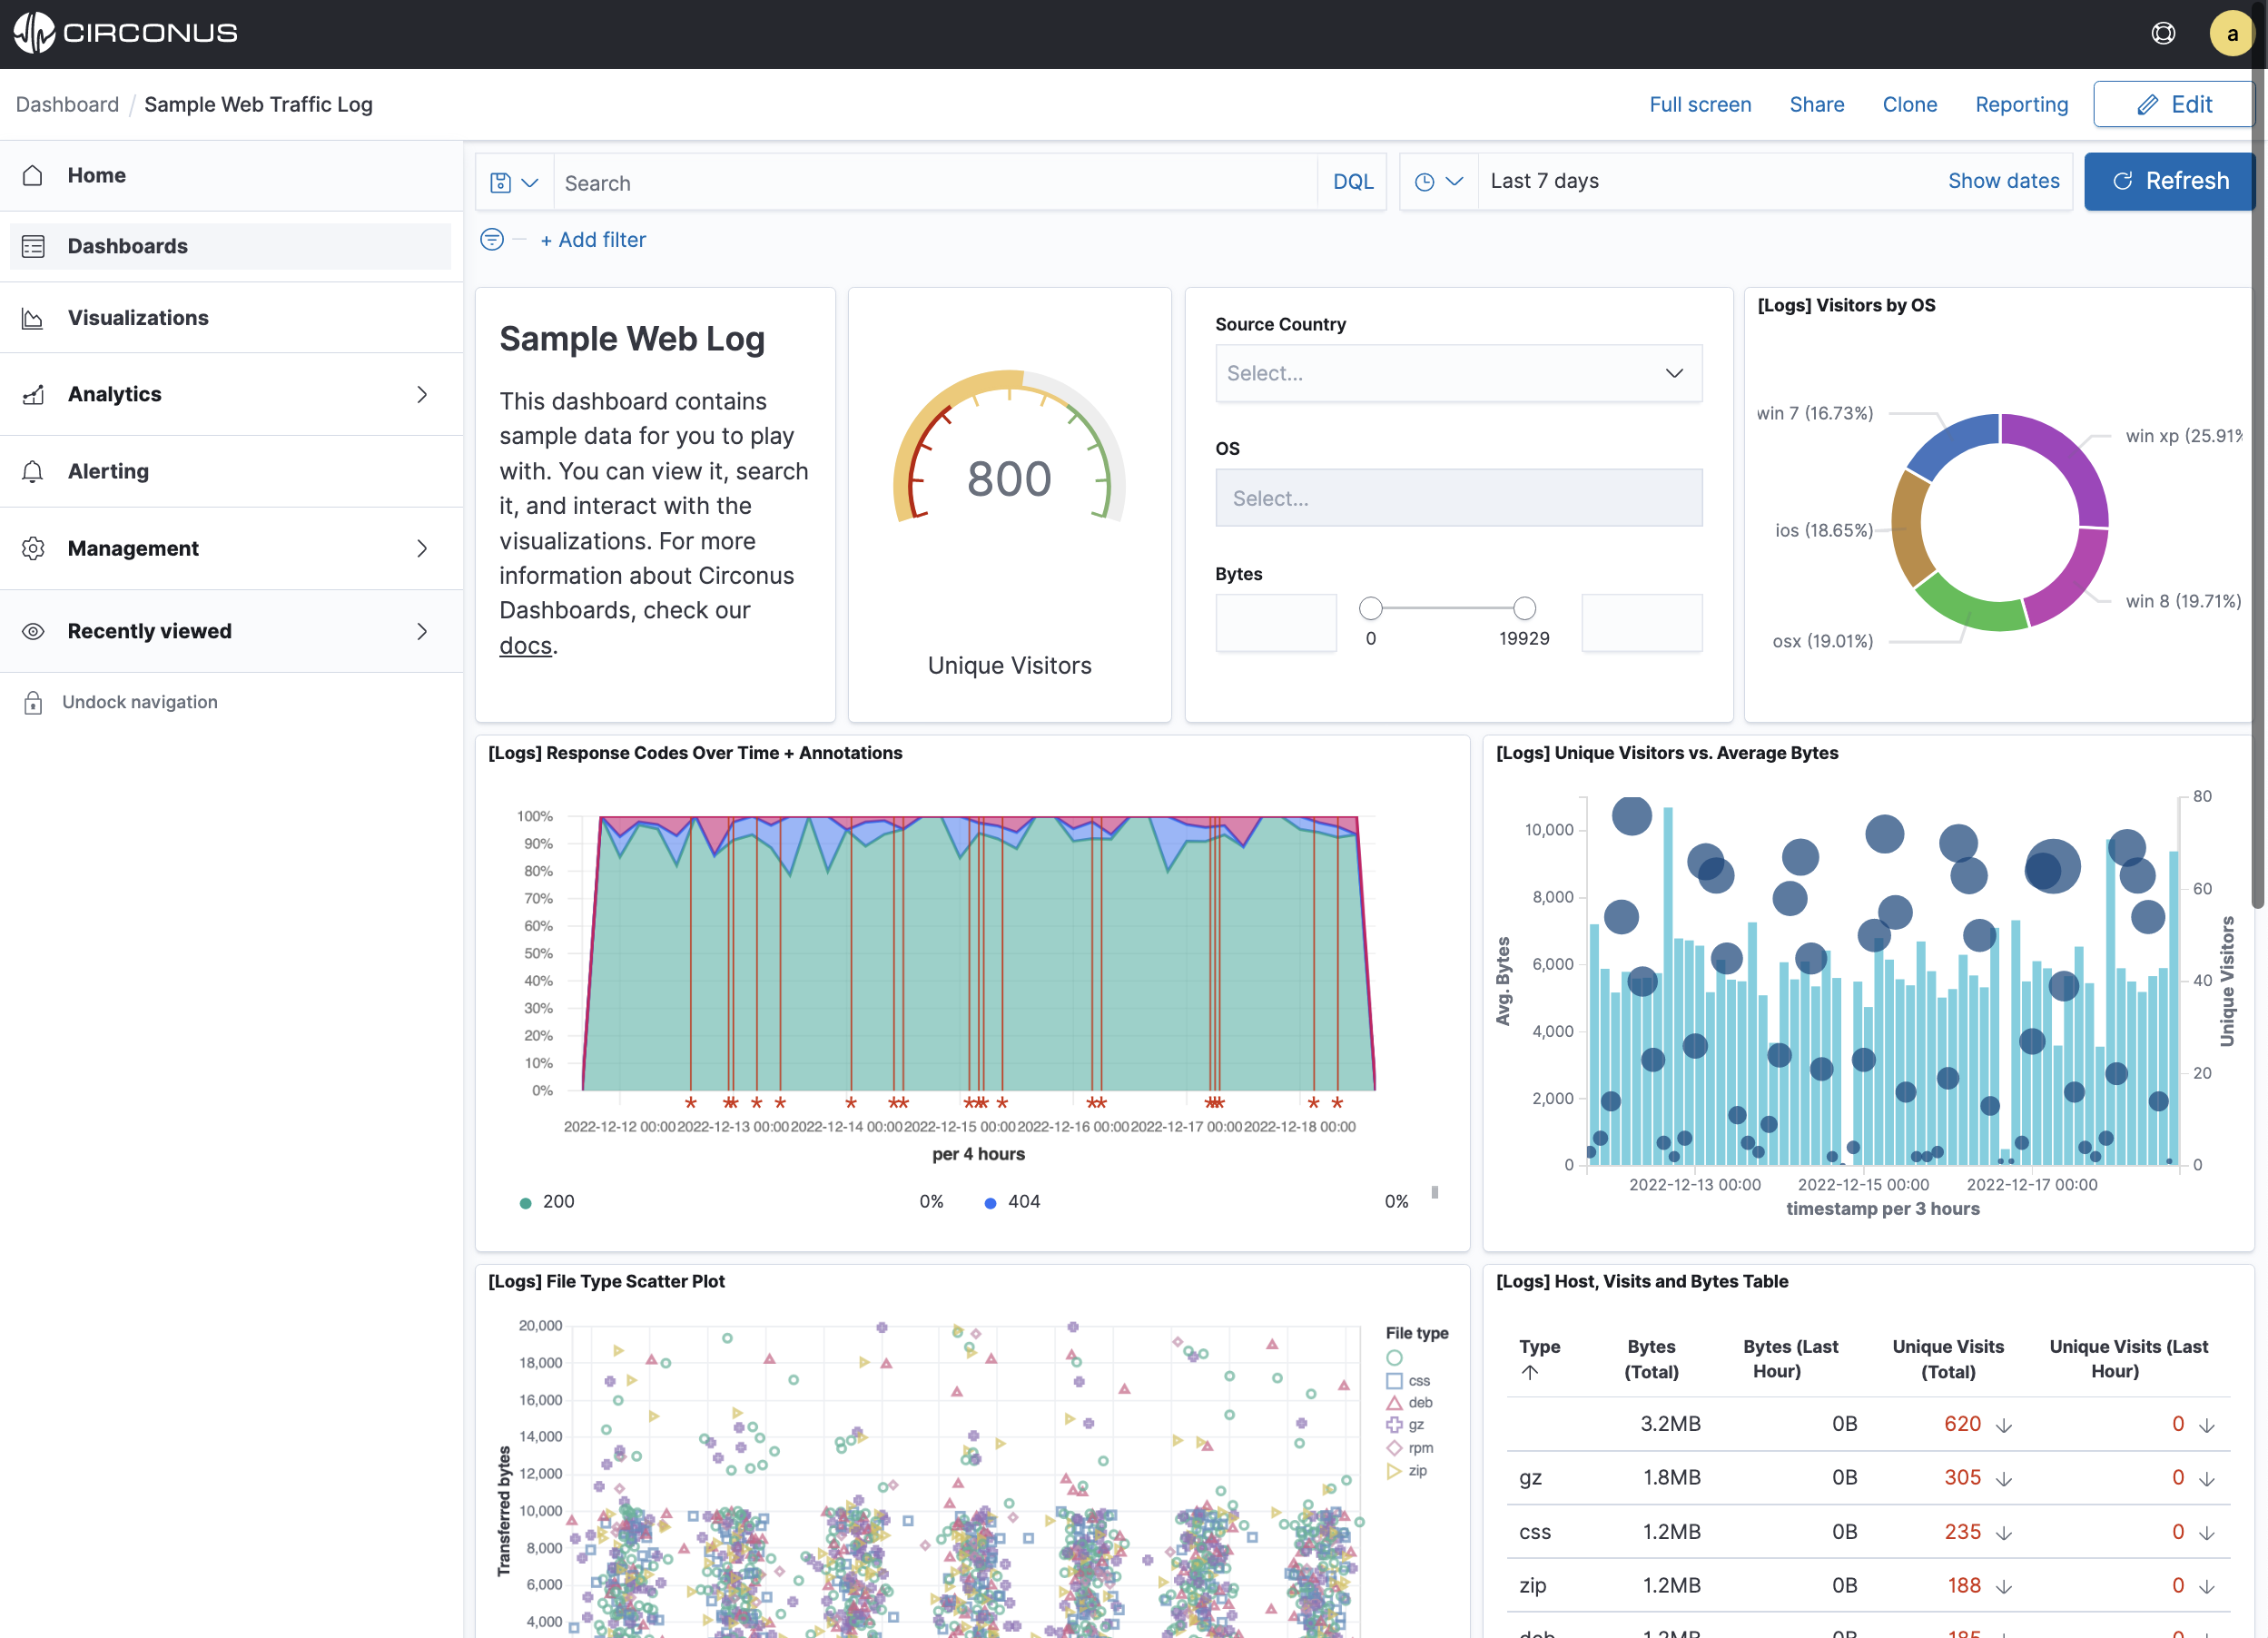 CIRCONUS
a
Dashboard / Sample Web Traffic Log
Full screen
Share
Clone
Reporting
Edit
Home
Dashboards
Visualizations
Analytics
Alerting
Management
Recently viewed
Undock navigation
Search
DQL
Last 7 days
Show dates
Refresh
+ Add filter
Sample Web Log
This dashboard contains
sample data for you to play
with. You can view it, search
it, and interact with the
visualizations. For more
information about Circonus
Dashboards, check our
docs.
800
Unique Visitors
Source Country
Select...
OS
Select...
Bytes
0
19929
[Logs] Visitors by OS
win 7 (16.73%)
win xp (25.91%
ios (18.65%)
win 8 (19.71%)
osx (19.01%)
[Logs] Response Codes Over Time + Annotations
100%
90%
80%
70%
60%
50%
40%
30%
20%
10%
0%
2022-12-12 00:00 2022-12-13 00:00 2022-12-14 00:00 2022-12-15 00:00 2022-12-16 00:00 2022-12-17 00:00 2022-12-18 00:00
per 4 hours
200 0% 404 0%
[Logs] Unique Visitors vs. Average Bytes
10,000
8,000
6,000
4,000
2,000
0
Avg. Bytes
80
60
40
20
0
Unique Visitors
2022-12-13 00:00 2022-12-15 00:00 2022-12-17 00:00
timestamp per 3 hours
[Logs] File Type Scatter Plot
20,000
18,000
16,000
14,000
12,000
10,000
8,000
6,000
4,000
Transferred bytes
File type
css
deb
gz
rpm
zip
[Logs] Host, Visits and Bytes Table
Type Bytes (Total) Bytes (Last Hour) Unique Visits (Total) Unique Visits (Last Hour)
3.2MB 0B 620 0
gz 1.8MB 0B 305 0
css 1.2MB 0B 235 0
zip 1.2MB 0B 188 0
deb 1.2MB 0B 185 0